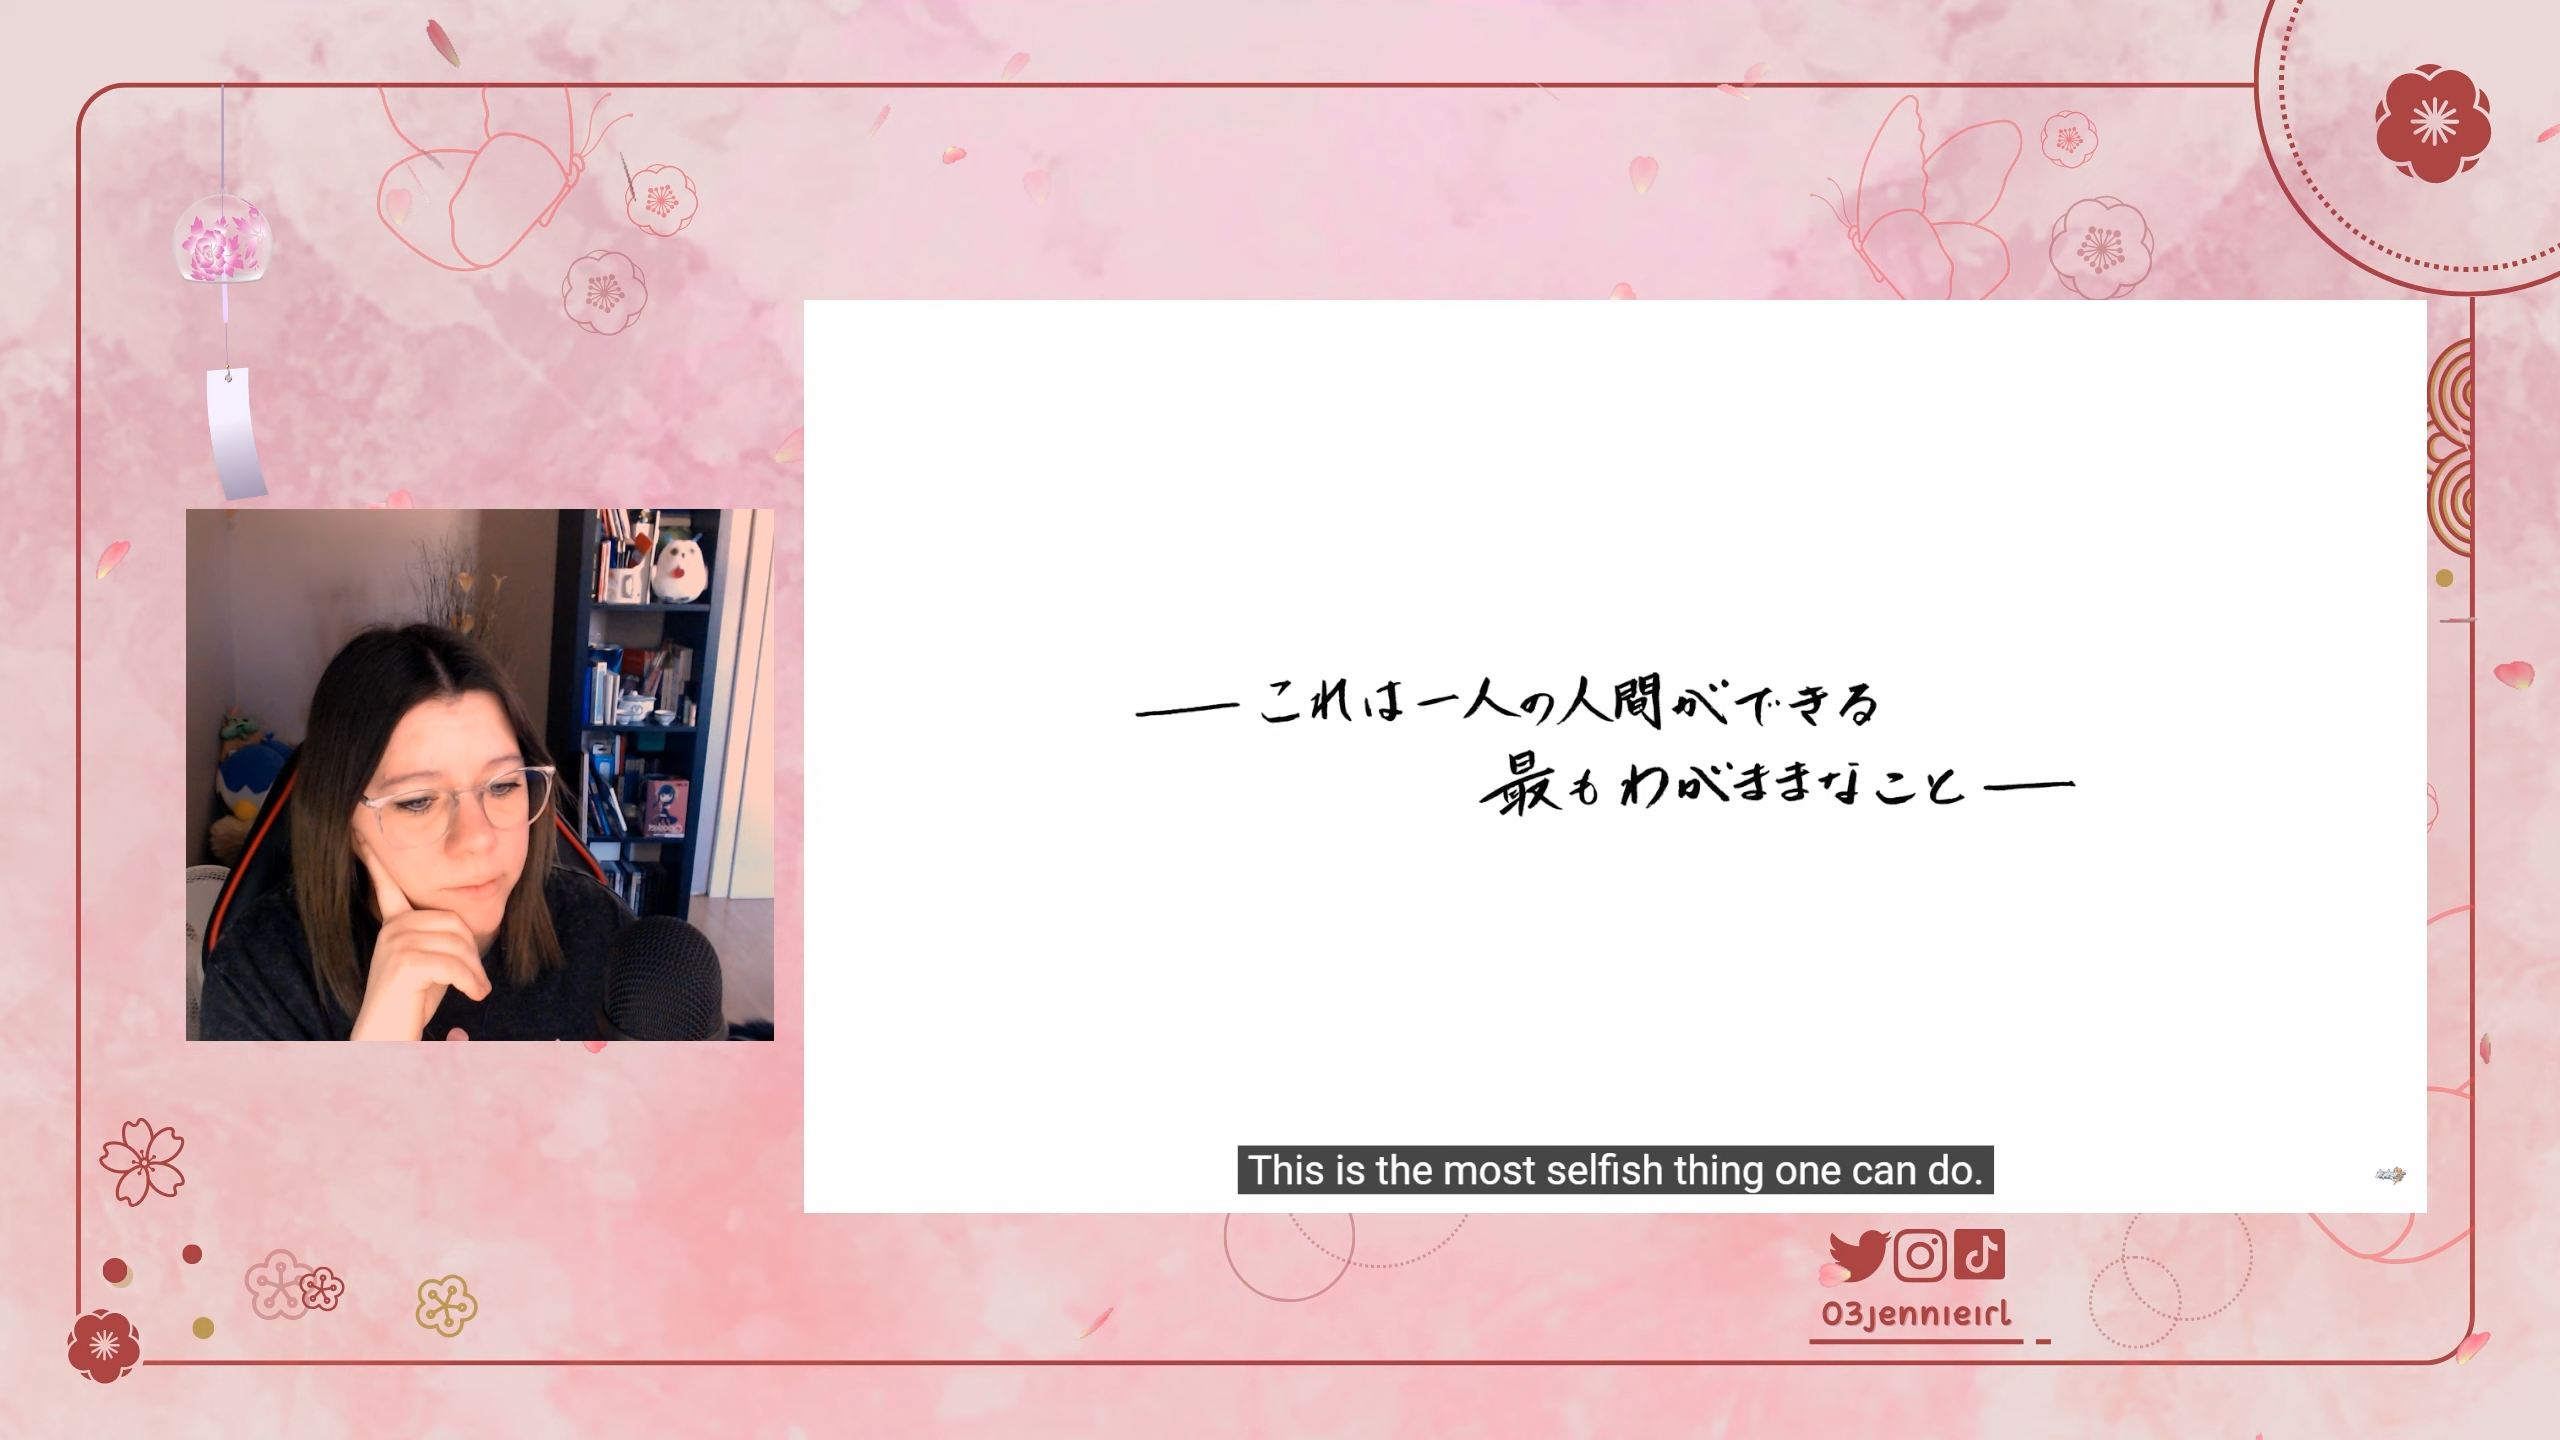 ── これは一人の人間ができる
最もわがままなこと ──
This is the most selfish thing one can do.
03jennieirl